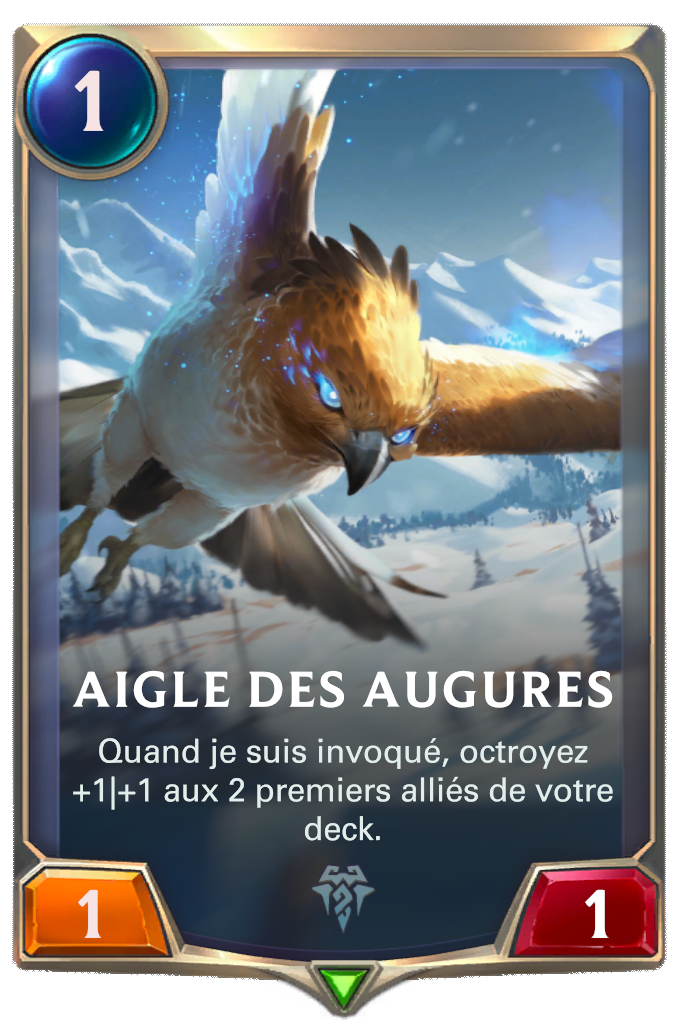 1
AIGLE DES AUGURES
Quand je suis invoqué, octroyez
+1|+1 aux 2 premiers alliés de votre
deck.
1
1